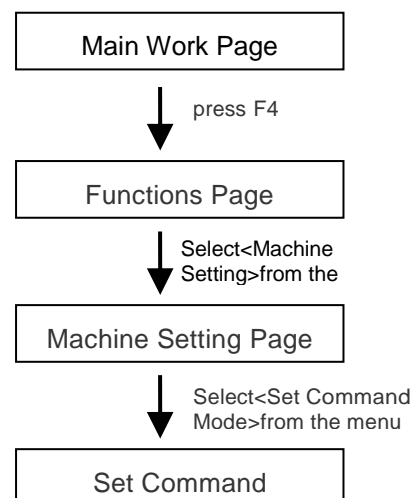 Main Work Page
press F4
Functions Page
Select<Machine
Setting>from the
Machine Setting Page
Select<Set Command
Mode>from the menu
Set Command